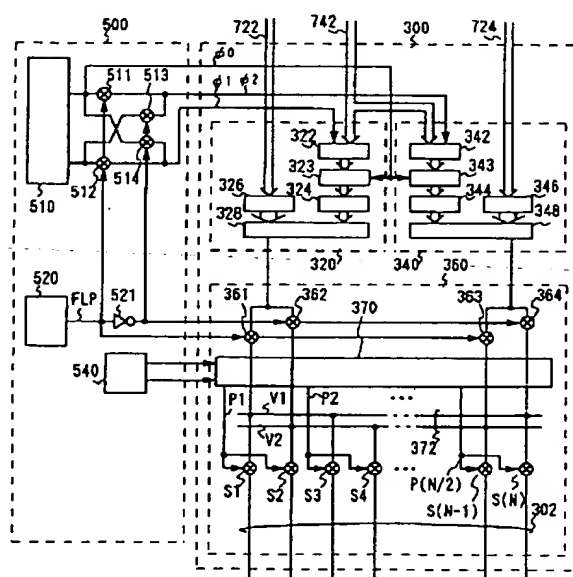 722 742 724
500 300
φ0
511 513 φ1 φ2
322 342
512 514 323 343
510 326 324 344 346
328 348
320 340 360
520 FLP 521 361 362 363 364
370
540
P1 V1 P2 ...
V2 ... 372
... P(N/2)
S1 S2 S3 S4 S(N-1) S(N) 302